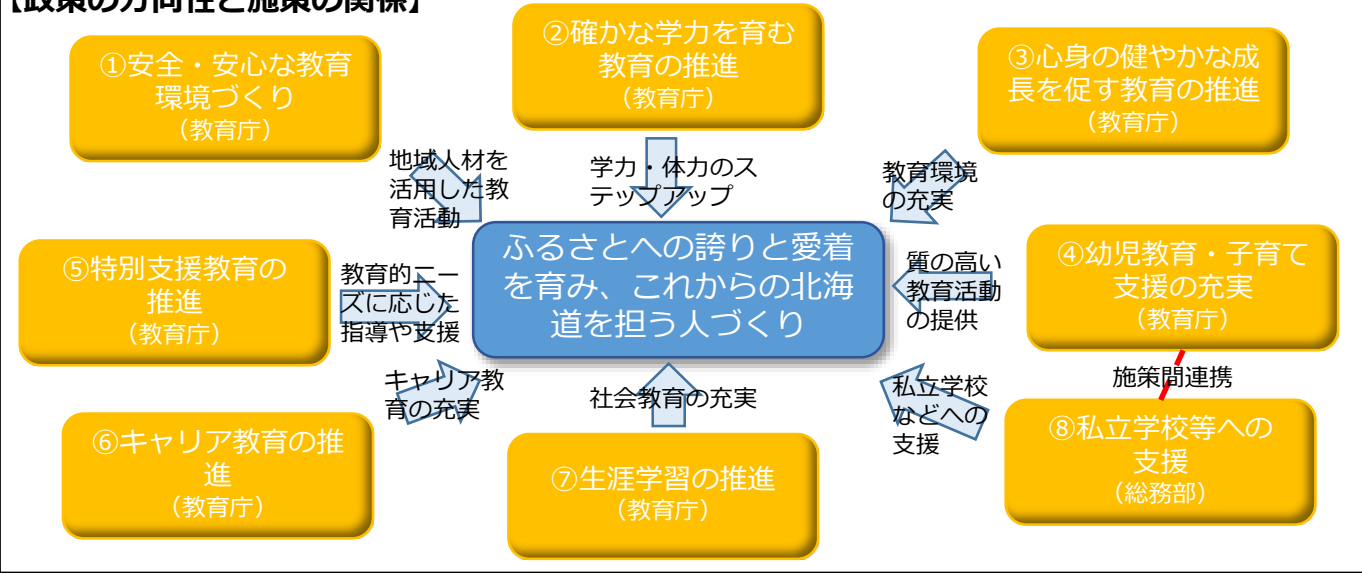 【政策の方向性と施策の関係】
①安全・安心な教育
環境づくり
（教育庁）
②確かな学力を育む
教育の推進
（教育庁）
③心身の健やかな成
長を促す教育の推進
（教育庁）
地域人材を
活用した教
育活動
学力・体力のス
テップアップ
教育環境
の充実
⑤特別支援教育の
推進
（教育庁）
教育的ニー
ズに応じた
指導や支援
ふるさとへの誇りと愛着
を育み、これからの北海
道を担う人づくり
質の高い
教育活動
の提供
④幼児教育・子育て
支援の充実
（教育庁）
キャリア教
育の充実
社会教育の充実
私立学校
などへの
支援
施策間連携
⑥キャリア教育の推
進
（教育庁）
⑦生涯学習の推進
（教育庁）
⑧私立学校等への
支援
（総務部）